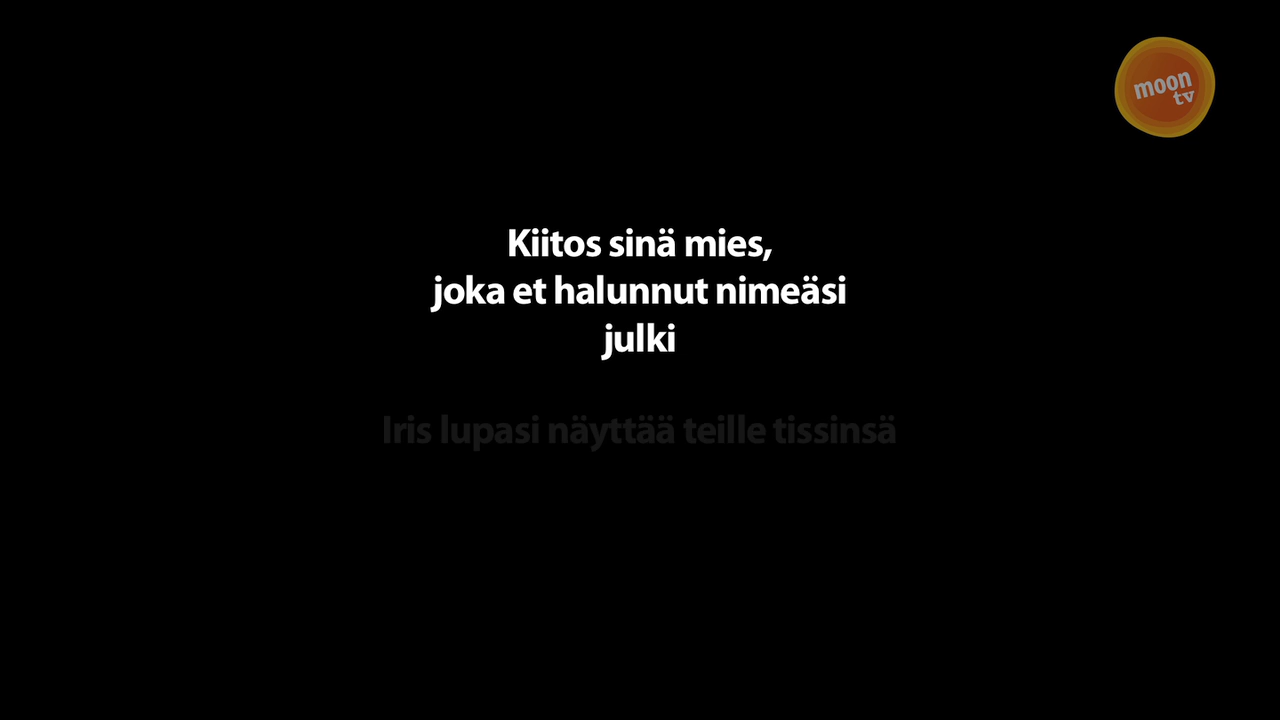 moon
tv
Kiitos sinä mies,
joka et halunnut nimeäsi
julki
Iris lupasi näyttää teille tissinsä